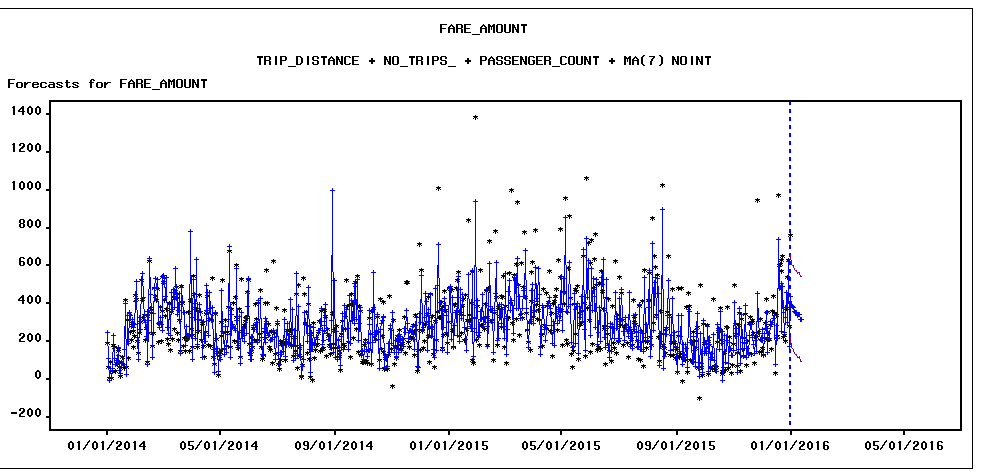 FARE_AMOUNT
TRIP_DISTANCE + NO_TRIPS_ + PASSENGER_COUNT + MA(7) NOINT
Forecasts for FARE_AMOUNT
1400
1200
1000
800
600
400
200
0
-200
01/01/2014 05/01/2014 09/01/2014 01/01/2015 05/01/2015 09/01/2015 01/01/2016 05/01/2016